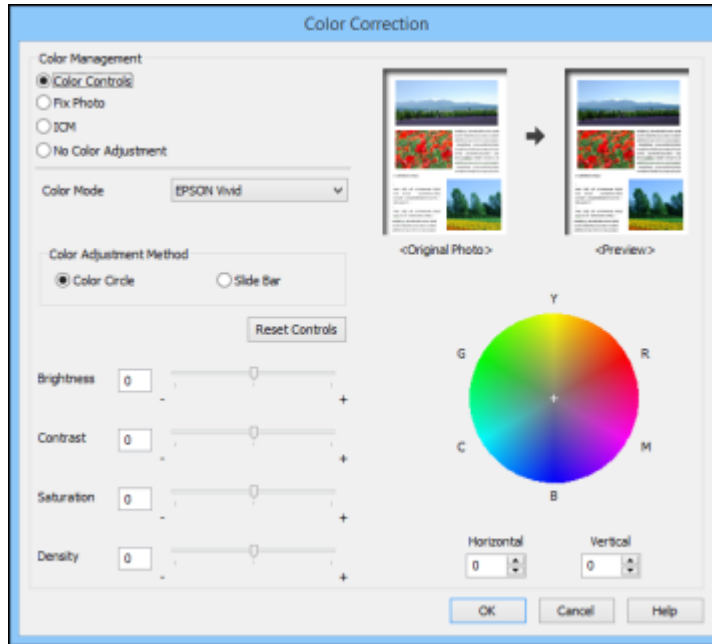 Color Correction
Color Management
Color Controls
Fix Photo
ICM
No Color Adjustment
Color Mode
EPSON Vivid
<Original Photo>
<Preview>
Color Adjustment Method
Color Circle
Slide Bar
Reset Controls
Brightness 0 - +
Contrast 0 - +
Saturation 0 - +
Density 0 - +
Y
G R
C M
B
Horizontal Vertical
0 0
OK Cancel Help